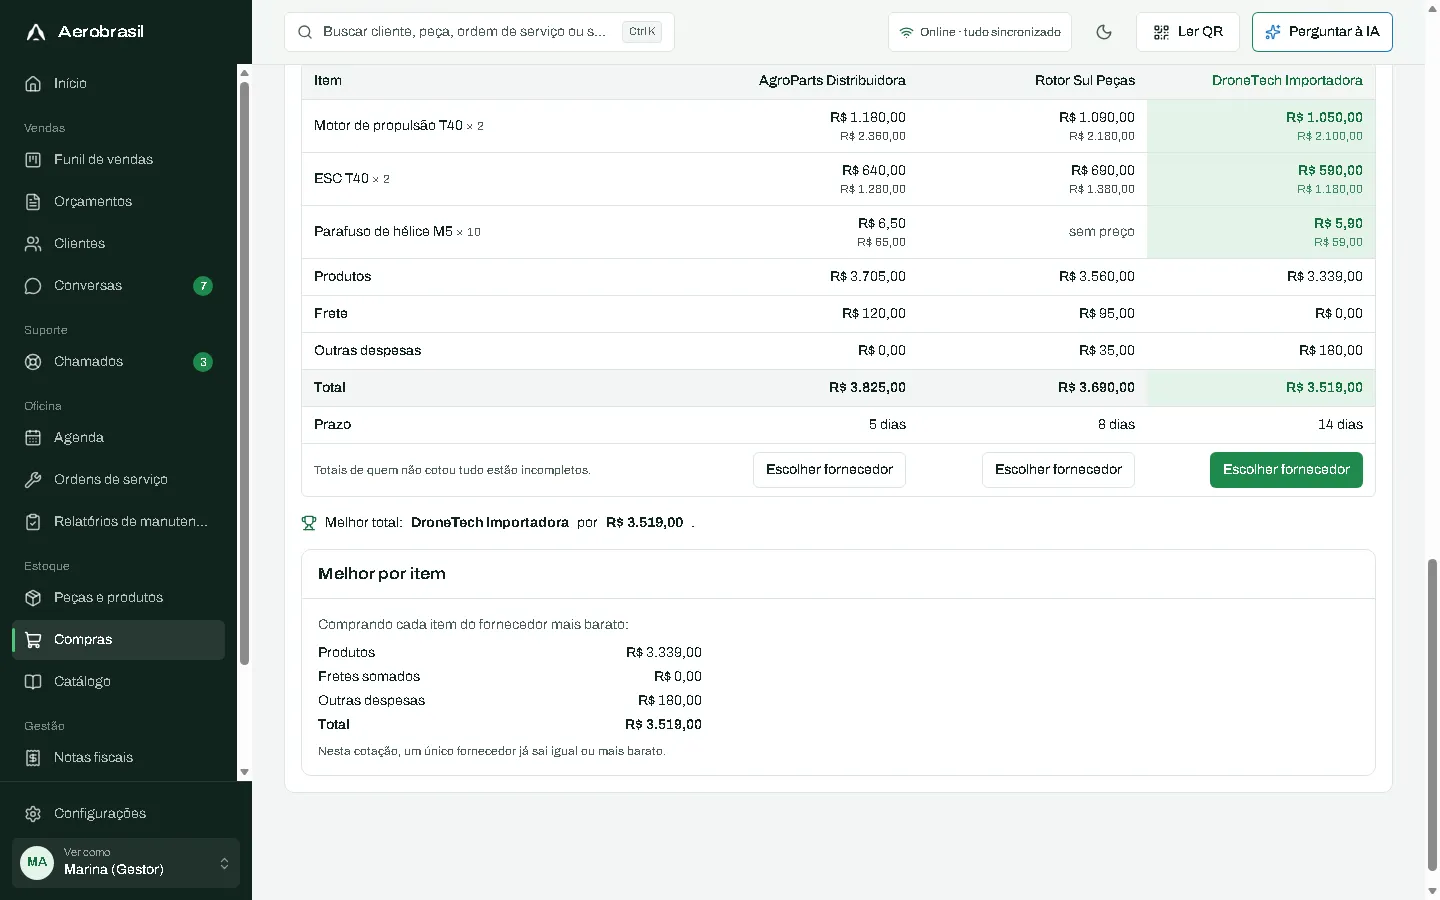 Aerobrasil
Buscar cliente, peça, ordem de serviço ou s...
Ctrl K
Online · tudo sincronizado
Ler QR
Perguntar à IA
Início
Vendas
Funil de vendas
Orçamentos
Clientes
Conversas 7
Suporte
Chamados 3
Oficina
Agenda
Ordens de serviço
Relatórios de manuten...
Estoque
Peças e produtos
Compras
Catálogo
Gestão
Notas fiscais
Configurações
MA
Ver como
Marina (Gestor)
Item AgroParts Distribuidora Rotor Sul Peças DroneTech Importadora
Motor de propulsão T40 × 2 R$ 1.180,00 R$ 1.090,00 R$ 1.050,00
R$ 2.360,00 R$ 2.180,00 R$ 2.100,00
ESC T40 × 2 R$ 640,00 R$ 690,00 R$ 590,00
R$ 1.280,00 R$ 1.380,00 R$ 1.180,00
Parafuso de hélice M5 × 10 R$ 6,50 sem preço R$ 5,90
R$ 65,00 R$ 59,00
Produtos R$ 3.705,00 R$ 3.560,00 R$ 3.339,00
Frete R$ 120,00 R$ 95,00 R$ 0,00
Outras despesas R$ 0,00 R$ 35,00 R$ 180,00
Total R$ 3.825,00 R$ 3.690,00 R$ 3.519,00
Prazo 5 dias 8 dias 14 dias
Totais de quem não cotou tudo estão incompletos. Escolher fornecedor Escolher fornecedor Escolher fornecedor
Melhor total: DroneTech Importadora por R$ 3.519,00 .
Melhor por item
Comprando cada item do fornecedor mais barato:
Produtos R$ 3.339,00
Fretes somados R$ 0,00
Outras despesas R$ 180,00
Total R$ 3.519,00
Nesta cotação, um único fornecedor já sai igual ou mais barato.